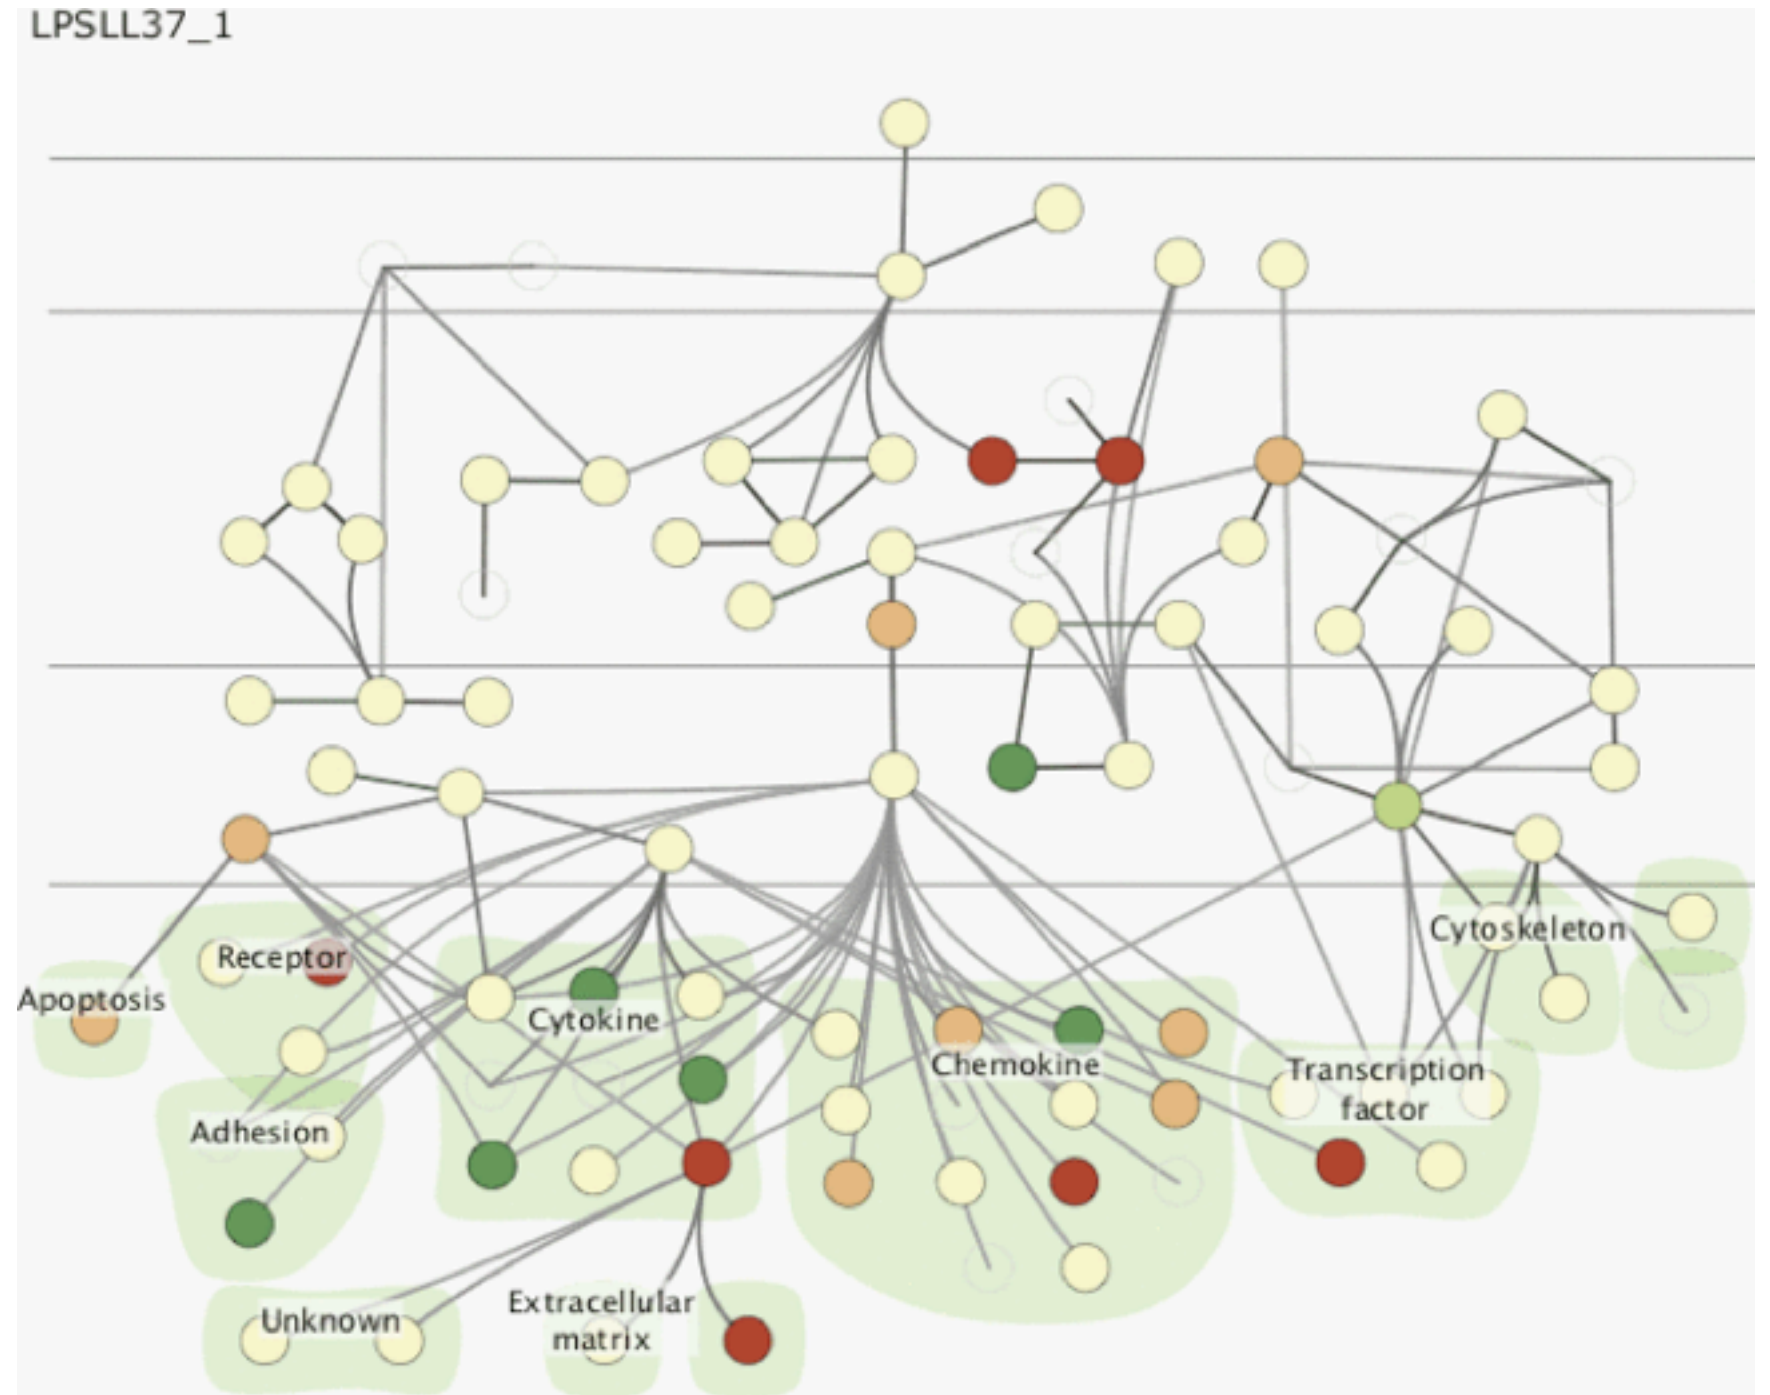 LPSLL37_1
Cytoskeleton
Receptor
Apoptosis
Cytokine
Chemokine
Transcription
factor
Adhesion
Extracellular
matrix
Unknown